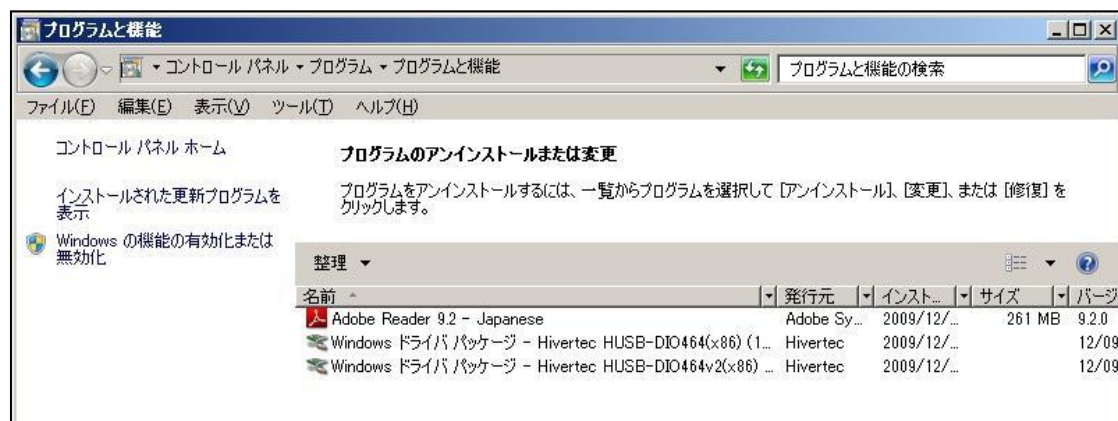 プログラムと機能
コントロール パネル ▾ プログラム ▾ プログラムと機能
プログラムと機能の検索
ファイル(F) 編集(E) 表示(V) ツール(T) ヘルプ(H)
コントロール パネル ホーム
インストールされた更新プログラムを
表示
Windows の機能の有効化または
無効化
プログラムのアンインストールまたは変更
プログラムをアンインストールするには、一覧からプログラムを選択して [アンインストール]、[変更]、または [修復] を
クリックします。
整理
名前 発行元 インスト... サイズ バージ
Adobe Reader 9.2 - Japanese Adobe Sy... 2009/12/... 261 MB 9.2.0
Windows ドライバ パッケージ - Hivertec HUSB-DIO464(x86) (1... Hivertec 2009/12/... 12/09
Windows ドライバ パッケージ - Hivertec HUSB-DIO464v2(x86) ... Hivertec 2009/12/... 12/09